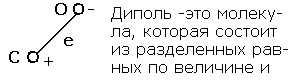 O O -
Диполь -это молеку-
ла, которая состоит
e
из разделенных рав-
C O +
ных по величине и